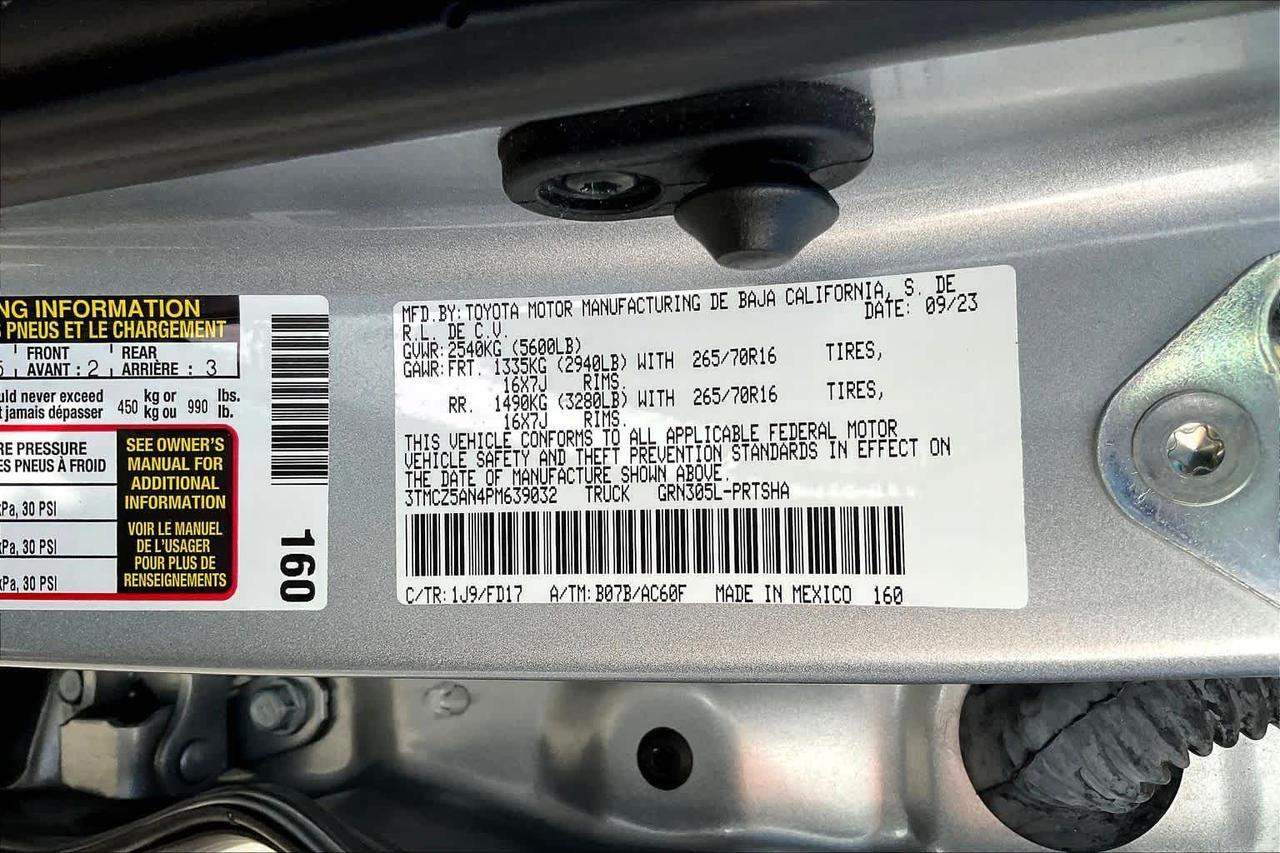 NG INFORMATION
S PNEUS ET LE CHARGEMENT
5 FRONT AVANT : 2 REAR ARRIÈRE : 3
uld never exceed
t jamais dépasser 450 kg or kg ou 990 lbs. lb.
RE PRESSURE
ES PNEUS À FROID
kPa, 30 PSI
kPa, 30 PSI
kPa, 30 PSI
SEE OWNER'S
MANUAL FOR
ADDITIONAL
INFORMATION
VOIR LE MANUEL
DE L'USAGER
POUR PLUS DE
RENSEIGNEMENTS
160
MFD.BY:TOYOTA MOTOR MANUFACTURING DE BAJA CALIFORNIA, S. DE
R.L. DE C.V. DATE: 09/23
GVWR:2540KG (5600LB)
GAWR:FRT. 1335KG (2940LB) WITH 265/70R16 TIRES,
16X7J RIMS.
RR. 1490KG (3280LB) WITH 265/70R16 TIRES,
16X7J RIMS.
THIS VEHICLE CONFORMS TO ALL APPLICABLE FEDERAL MOTOR
VEHICLE SAFETY AND THEFT PREVENTION STANDARDS IN EFFECT ON
THE DATE OF MANUFACTURE SHOWN ABOVE.
3TMCZ5AN4PM639032 TRUCK GRN305L-PRTSHA
C/TR:1J9/FD17 A/TM:B07B/AC60F MADE IN MEXICO 160